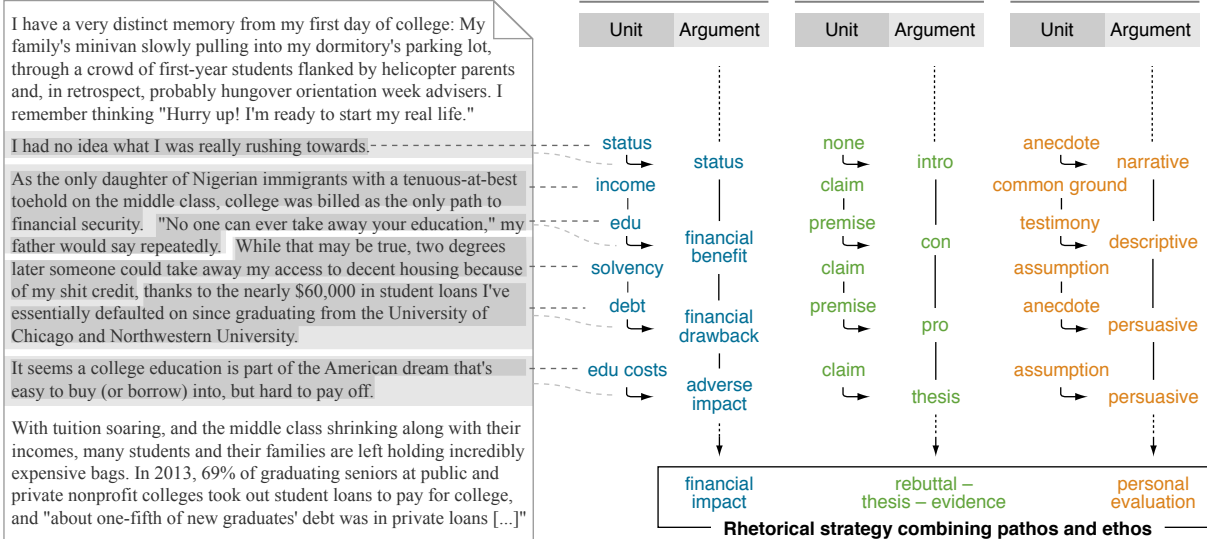 I have a very distinct memory from my first day of college: My
family's minivan slowly pulling into my dormitory's parking lot,
through a crowd of first-year students flanked by helicopter parents
and, in retrospect, probably hungover orientation week advisers. I
remember thinking "Hurry up! I'm ready to start my real life."
I had no idea what I was really rushing towards.
As the only daughter of Nigerian immigrants with a tenuous-at-best
toehold on the middle class, college was billed as the only path to
financial security. "No one can ever take away your education," my
father would say repeatedly. While that may be true, two degrees
later someone could take away my access to decent housing because
of my shit credit, thanks to the nearly $60,000 in student loans I've
essentially defaulted on since graduating from the University of
Chicago and Northwestern University.
It seems a college education is part of the American dream that's
easy to buy (or borrow) into, but hard to pay off.
With tuition soaring, and the middle class shrinking along with their
incomes, many students and their families are left holding incredibly
expensive bags. In 2013, 69% of graduating seniors at public and
private nonprofit colleges took out student loans to pay for college,
and "about one-fifth of new graduates' debt was in private loans [...]"
Unit Argument
status
status
income
edu
financial
benefit
solvency
debt
financial
drawback
edu costs
adverse
impact
financial
impact
Unit Argument
none
intro
claim
premise
con
claim
premise
pro
claim
thesis
rebuttal –
thesis – evidence
Unit Argument
anecdote
narrative
common ground
testimony
descriptive
assumption
anecdote
persuasive
assumption
persuasive
personal
evaluation
Rhetorical strategy combining pathos and ethos